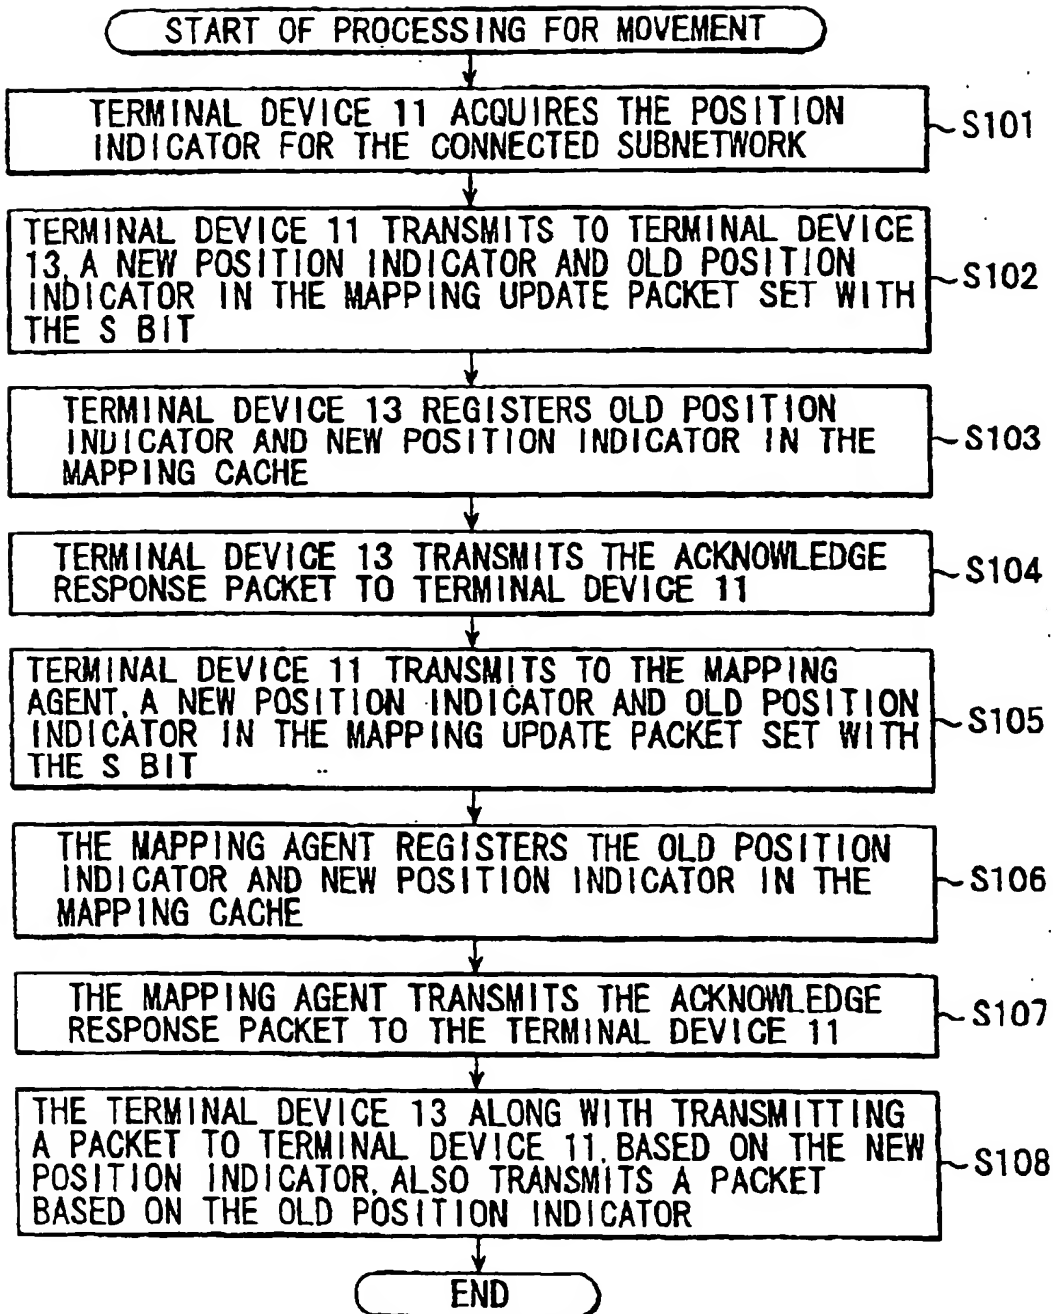 START OF PROCESSING FOR MOVEMENT
TERMINAL DEVICE 11 ACQUIRES THE POSITION
INDICATOR FOR THE CONNECTED SUBNETWORK
S101
TERMINAL DEVICE 11 TRANSMITS TO TERMINAL DEVICE
13, A NEW POSITION INDICATOR AND OLD POSITION
INDICATOR IN THE MAPPING UPDATE PACKET SET WITH
THE S BIT
S102
TERMINAL DEVICE 13 REGISTERS OLD POSITION
INDICATOR AND NEW POSITION INDICATOR IN THE
MAPPING CACHE
S103
TERMINAL DEVICE 13 TRANSMITS THE ACKNOWLEDGE
RESPONSE PACKET TO TERMINAL DEVICE 11
S104
TERMINAL DEVICE 11 TRANSMITS TO THE MAPPING
AGENT, A NEW POSITION INDICATOR AND OLD POSITION
INDICATOR IN THE MAPPING UPDATE PACKET SET WITH
THE S BIT
S105
THE MAPPING AGENT REGISTERS THE OLD POSITION
INDICATOR AND NEW POSITION INDICATOR IN THE
MAPPING CACHE
S106
THE MAPPING AGENT TRANSMITS THE ACKNOWLEDGE
RESPONSE PACKET TO THE TERMINAL DEVICE 11
S107
THE TERMINAL DEVICE 13 ALONG WITH TRANSMITTING
A PACKET TO TERMINAL DEVICE 11, BASED ON THE NEW
POSITION INDICATOR, ALSO TRANSMITS A PACKET
BASED ON THE OLD POSITION INDICATOR
S108
END